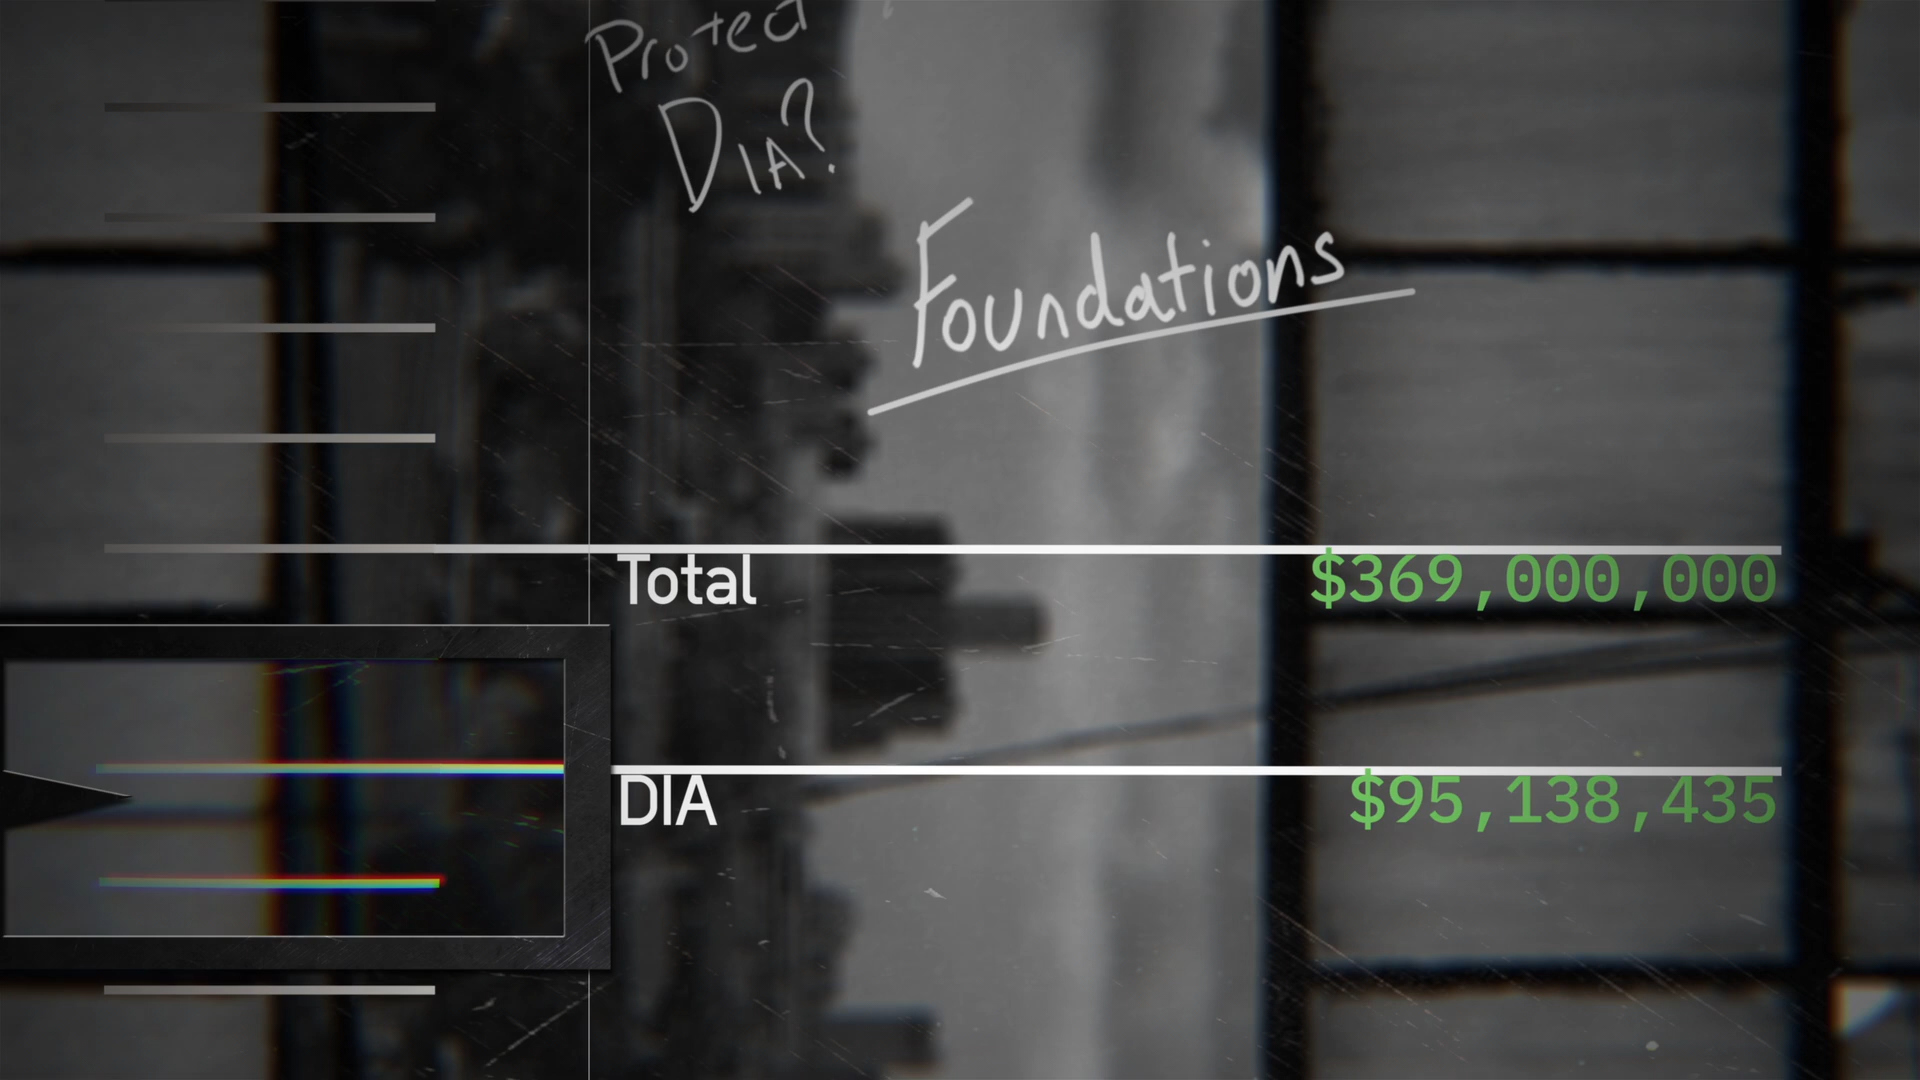 Protect
DIA?
Foundations
Total $369,000,000
DIA $95,138,435